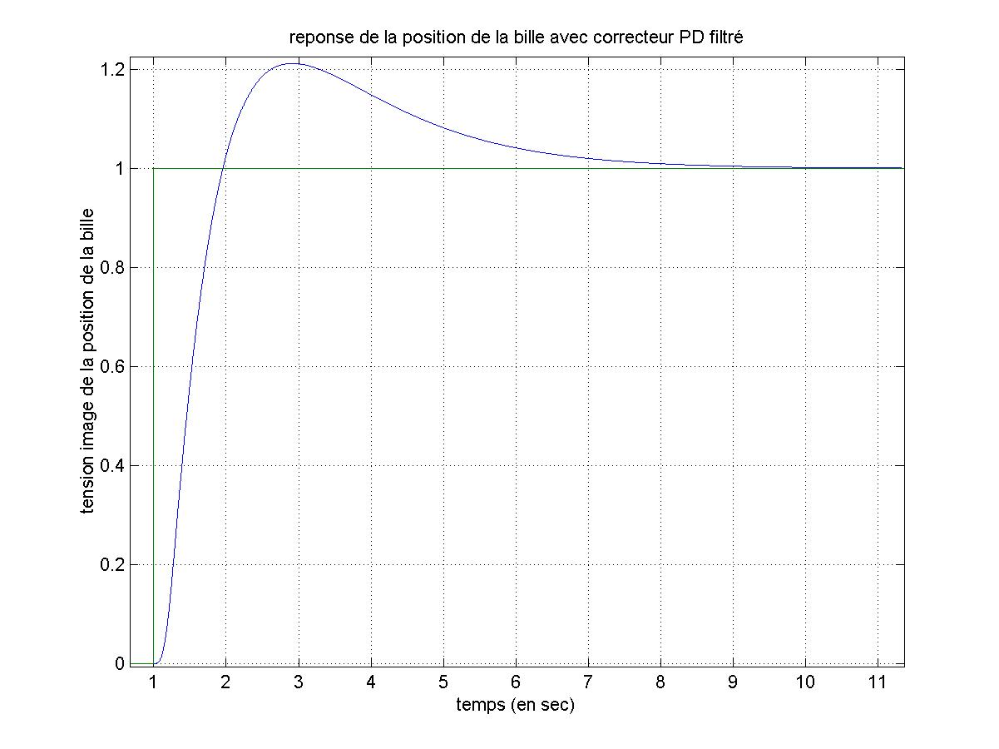 reponse de la position de la bille avec correcteur PD filtré
tension image de la position de la bille
1.2
1
0.8
0.6
0.4
0.2
0
1 2 3 4 5 6 7 8 9 10 11
temps (en sec)